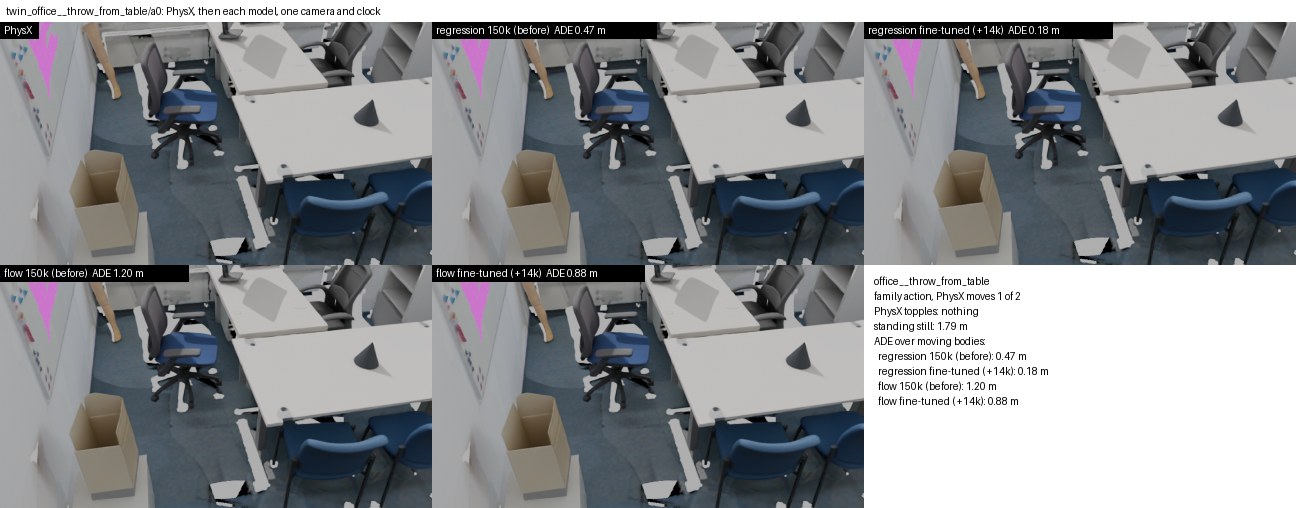 twin_office__throw_from_table/a0: PhysX, then each model, one camera and clock
PhysX
regression 150k (before) ADE 0.47 m
regression fine-tuned (+14k) ADE 0.18 m
flow 150k (before) ADE 1.20 m
flow fine-tuned (+14k) ADE 0.88 m
office__throw_from_table
family action, PhysX moves 1 of 2
PhysX topples: nothing
standing still: 1.79 m
ADE over moving bodies:
regression 150k (before): 0.47 m
regression fine-tuned (+14k): 0.18 m
flow 150k (before): 1.20 m
flow fine-tuned (+14k): 0.88 m